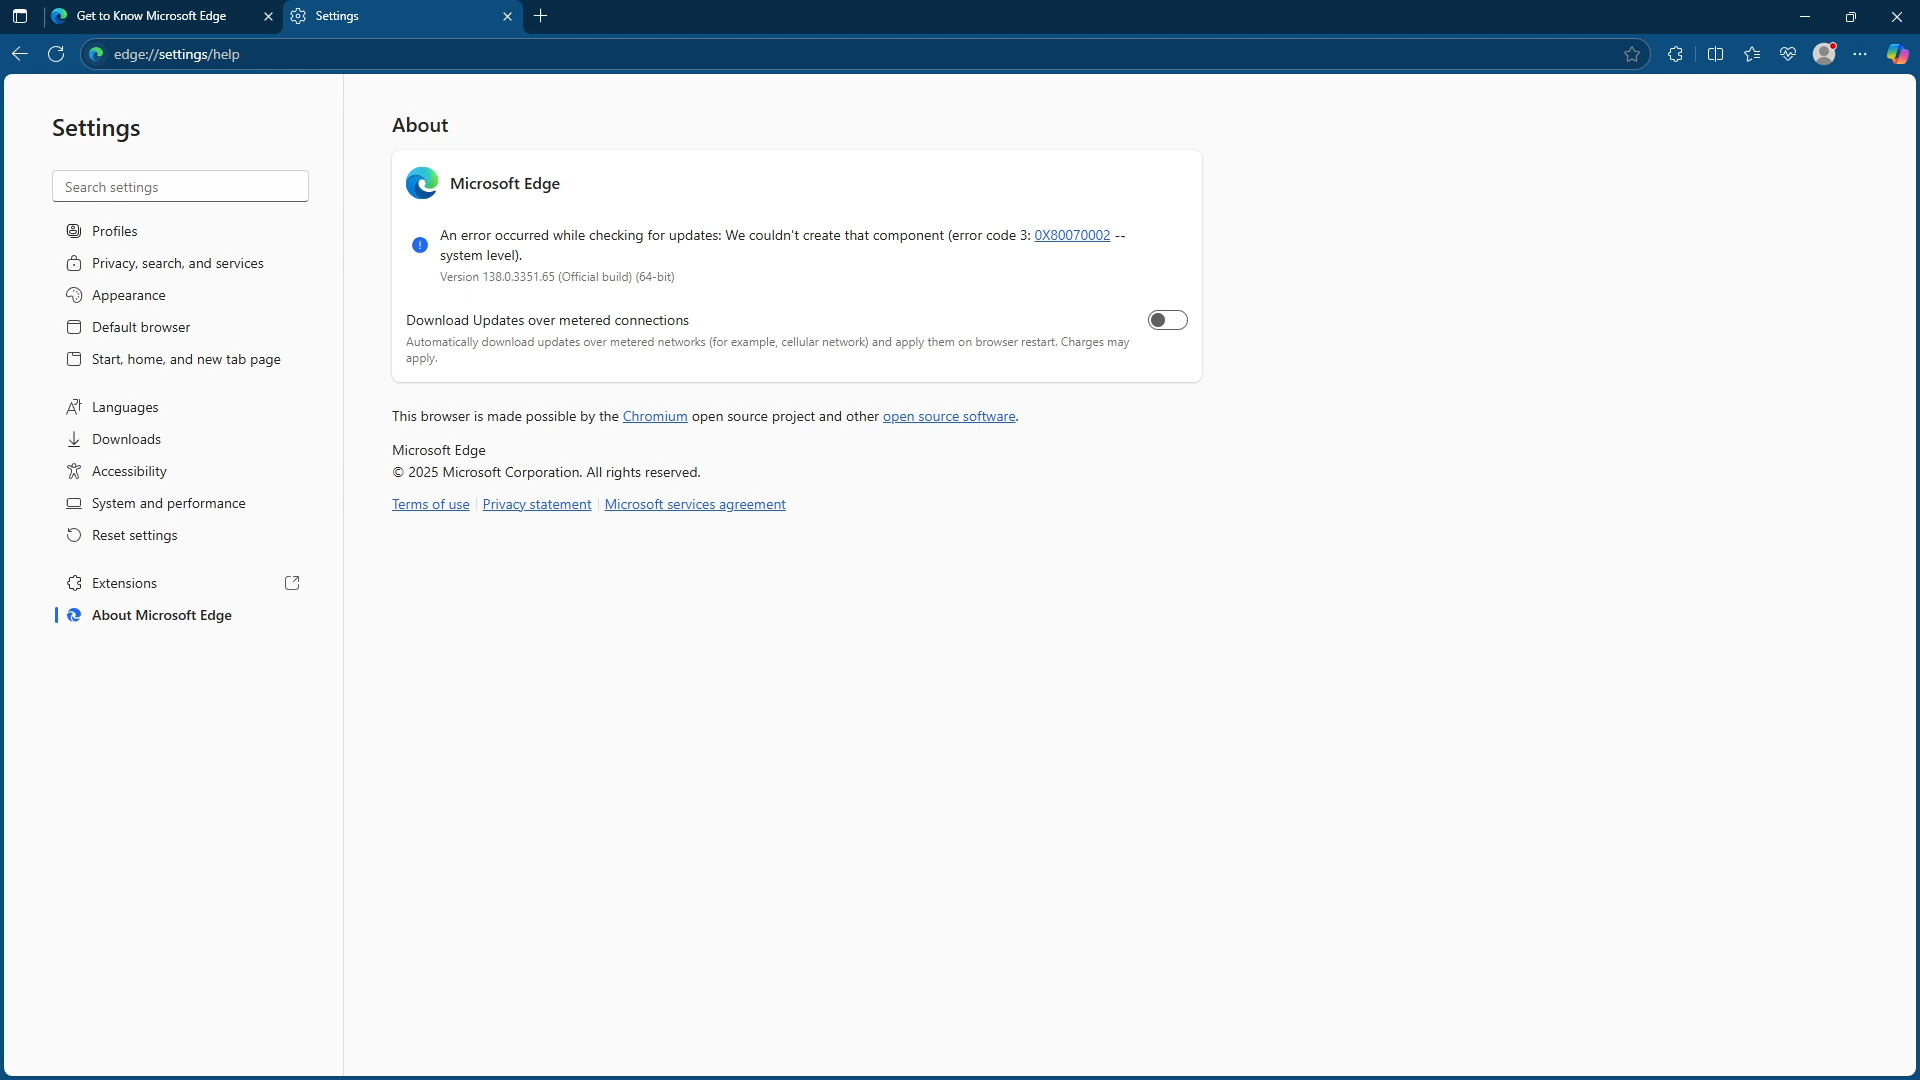 Get to Know Microsoft Edge
Settings
edge://settings/help
Settings
Search settings
Profiles
Privacy, search, and services
Appearance
Default browser
Start, home, and new tab page
Languages
Downloads
Accessibility
System and performance
Reset settings
Extensions
About Microsoft Edge
About
Microsoft Edge
An error occurred while checking for updates: We couldn't create that component (error code 3: 0X80070002 --
system level).
Version 138.0.3351.65 (Official build) (64-bit)
Download Updates over metered connections
Automatically download updates over metered networks (for example, cellular network) and apply them on browser restart. Charges may
apply.
This browser is made possible by the Chromium open source project and other open source software.
Microsoft Edge
© 2025 Microsoft Corporation. All rights reserved.
Terms of use Privacy statement Microsoft services agreement